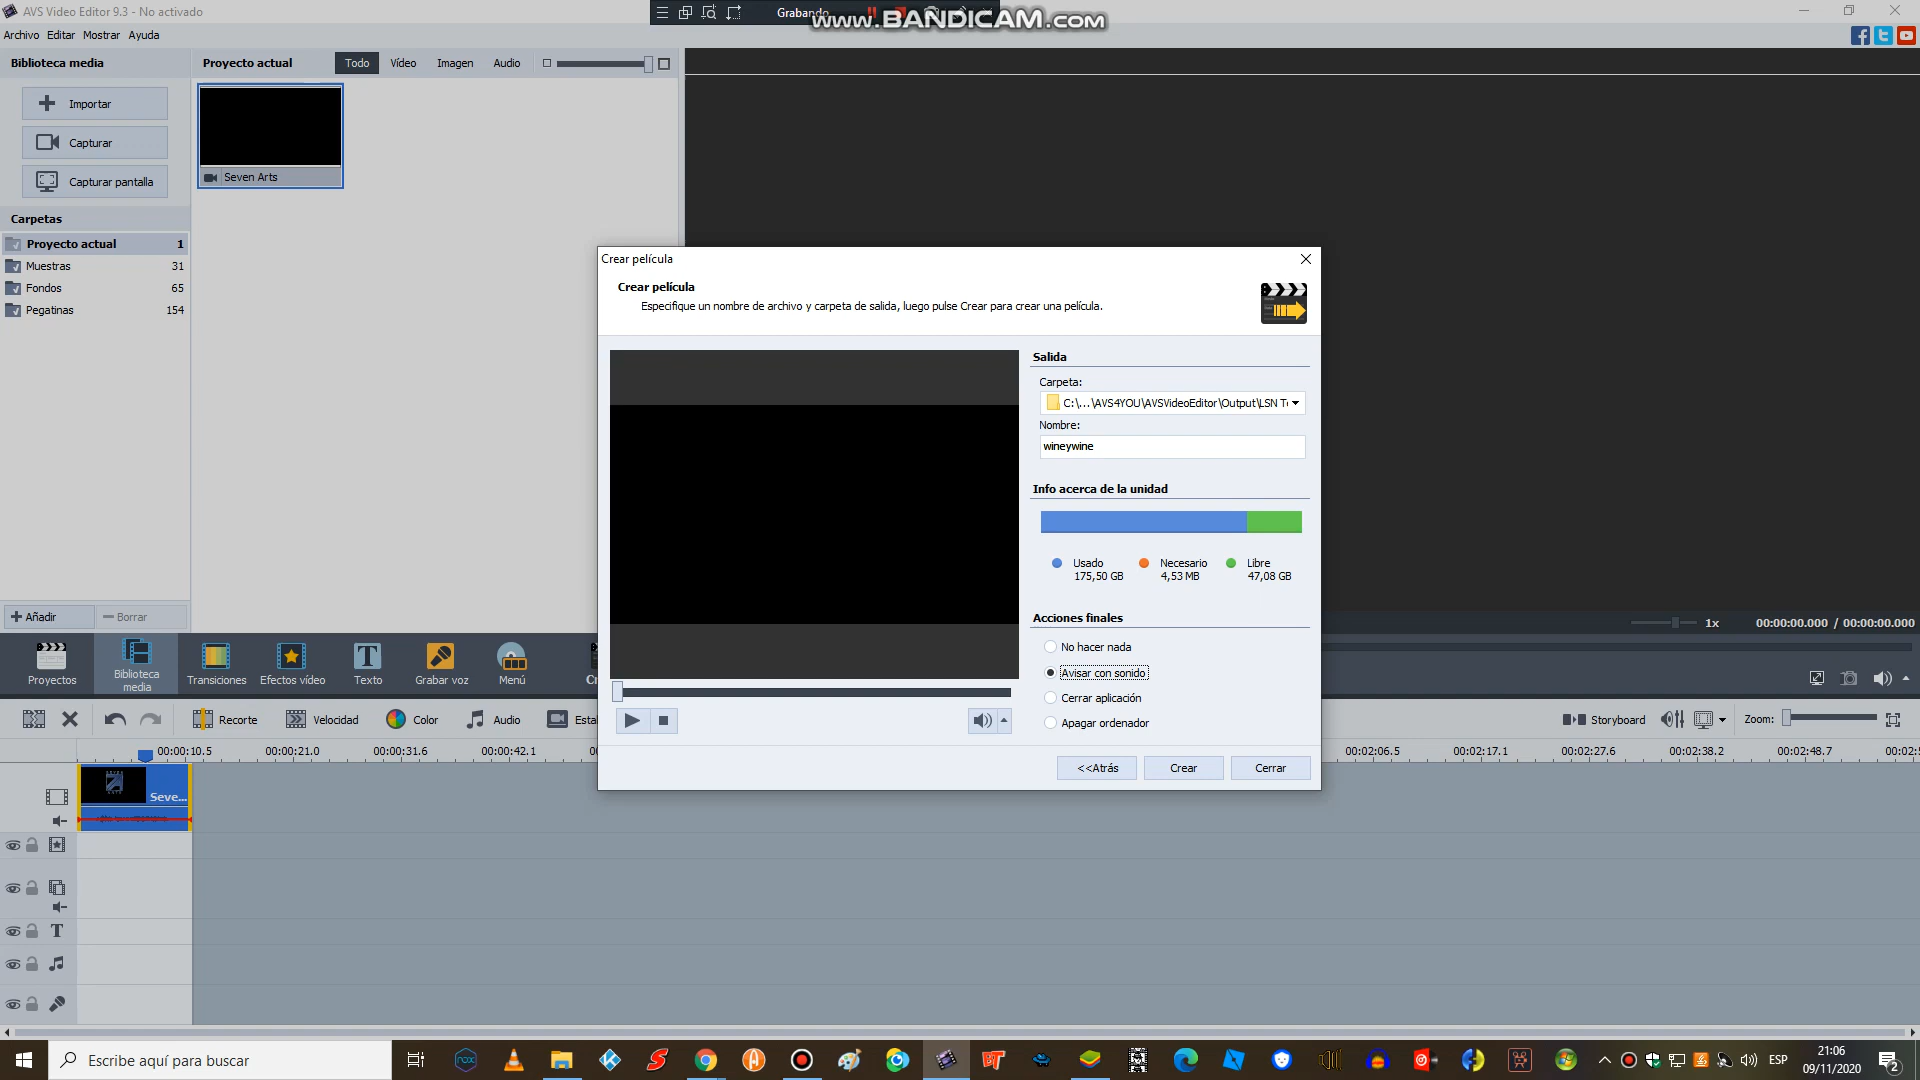 AVS Video Editor 9.3 - No activado
Grabando
www.BANDICAM.com
Archivo Editar Mostrar Ayuda
Biblioteca media
Proyecto actual
Todo Vídeo Imagen Audio
Importar
Capturar
Capturar pantalla
Seven Arts
Carpetas
Proyecto actual 1
Muestras 31
Fondos 65
Pegatinas 154
Crear película
Crear película
Especifique un nombre de archivo y carpeta de salida, luego pulse Crear para crear una película.
Salida
Carpeta:
C:\...\AVS4YOU\AVSVideoEditor\Output\LSN T
Nombre:
wineywine
Info acerca de la unidad
Usado Necesario Libre
175,50 GB 4,53 MB 47,08 GB
Acciones finales
No hacer nada
Avisar con sonido
Cerrar aplicación
Apagar ordenador
<<Atrás Crear Cerrar
Añadir Borrar
1x 00:00:00.000 / 00:00:00.000
Proyectos
Biblioteca media
Transiciones
Efectos vídeo
Texto
Grabar voz
Menú
Recorte Velocidad Color Audio Esta
Storyboard Zoom:
00:00:10.5 00:00:21.0 00:00:31.6 00:00:42.1 00:02:06.5 00:02:17.1 00:02:27.6 00:02:38.2 00:02:48.7
Seve...
Escribe aquí para buscar
ESP
21:06
09/11/2020
2